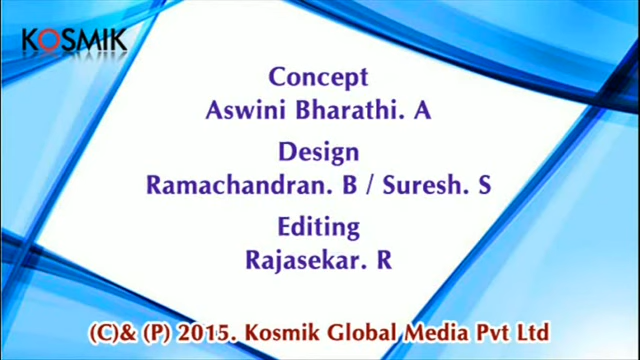 KOSMIK
Concept
Aswini Bharathi. A
Design
Ramachandran. B / Suresh. S
Editing
Rajasekar. R
(C)& (P) 2015. Kosmik Global Media Pvt Ltd